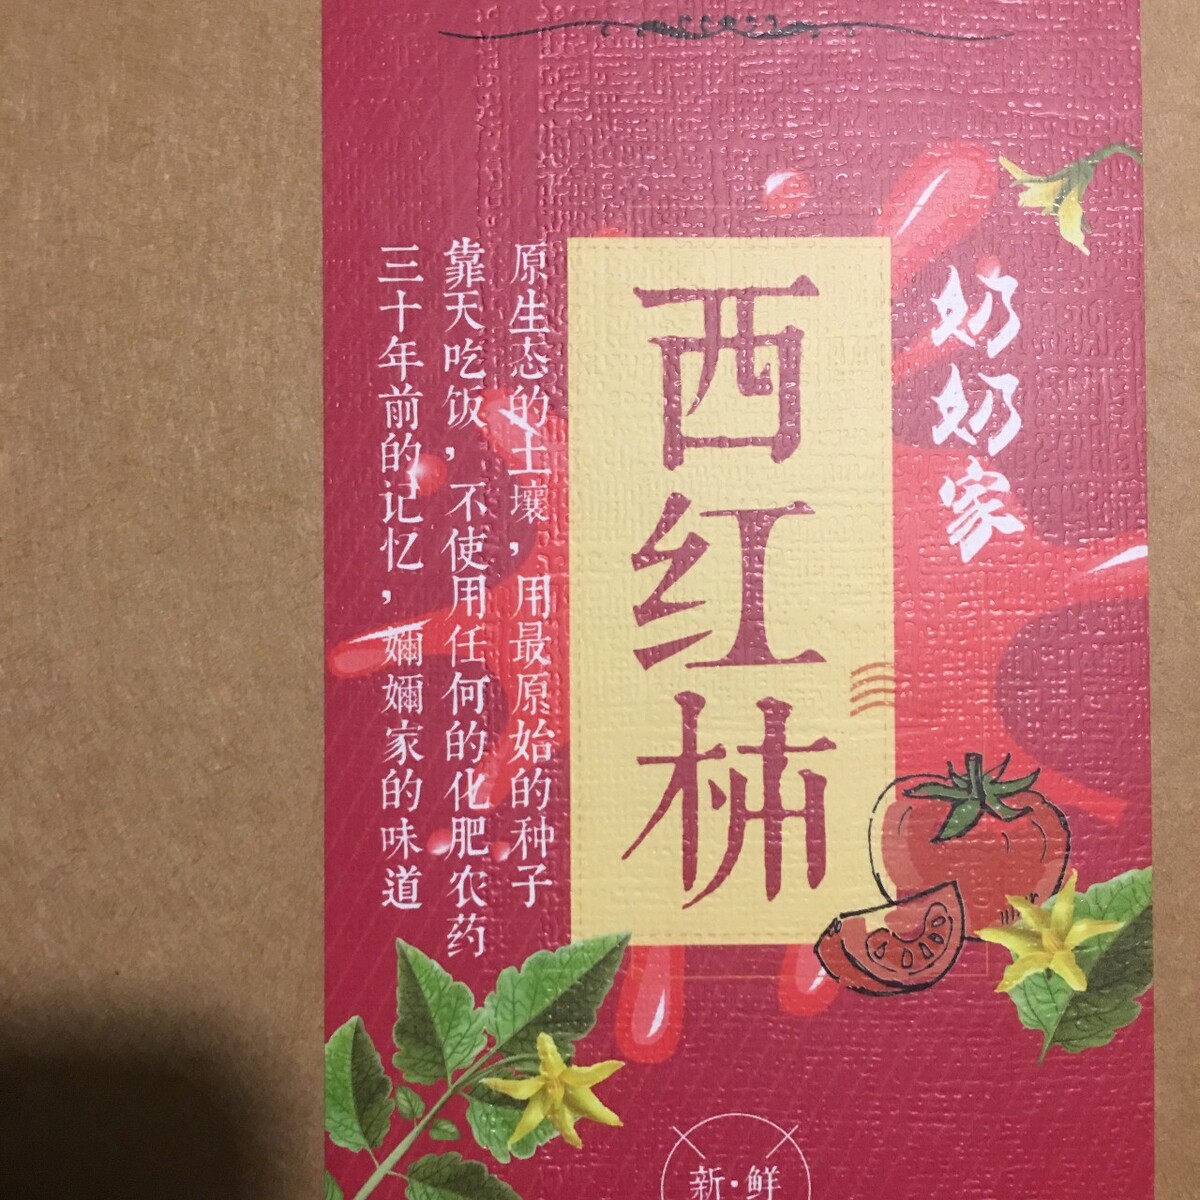 奶奶家
西红柿
原生态的土壤，用最原始的种子
靠天吃饭，不使用任何的化肥农药
三十年前的记忆，嬭嬭家的味道
新·鲜